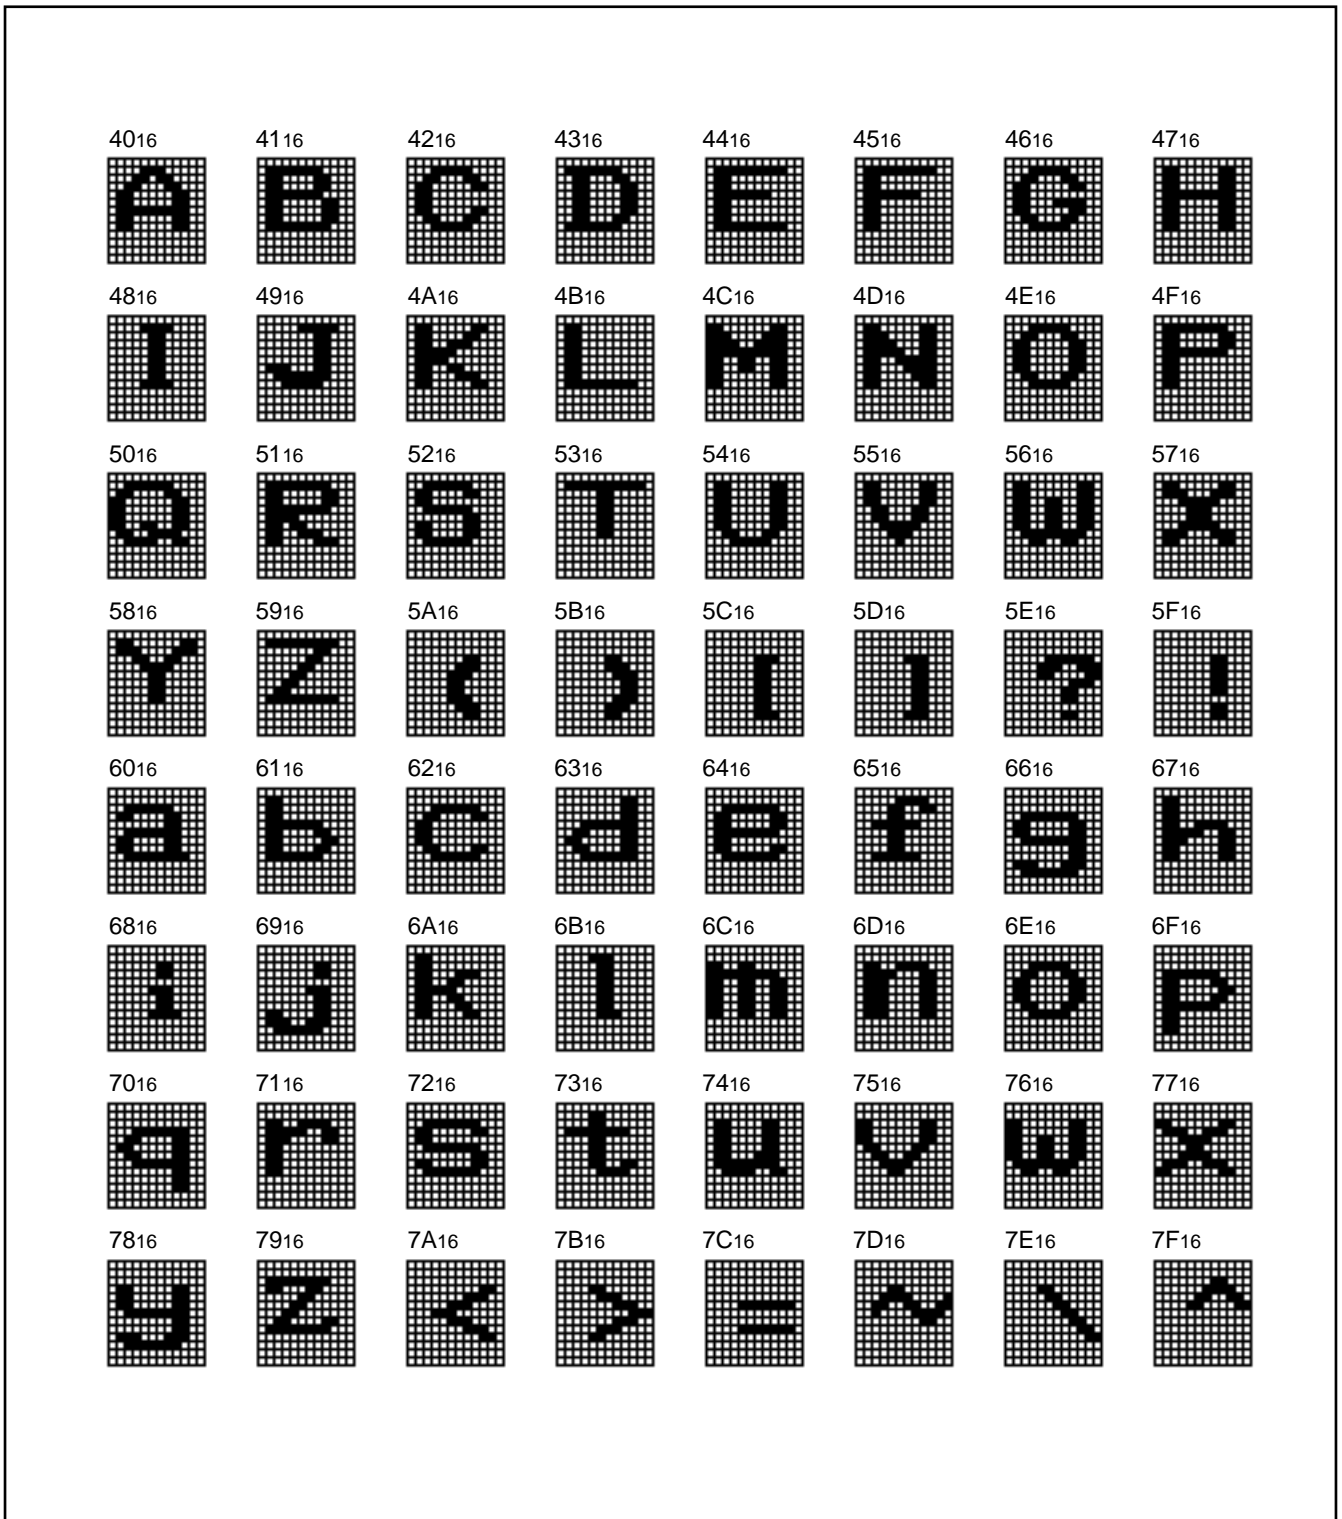 4016 4116 4216 4316 4416 4516 4616 4716
A B C D E F G H
4816 4916 4A16 4B16 4C16 4D16 4E16 4F16
I J K L M N O P
5016 5116 5216 5316 5416 5516 5616 5716
Q R S T U V W X
5816 5916 5A16 5B16 5C16 5D16 5E16 5F16
Y Z ( ) [ ] ? !
6016 6116 6216 6316 6416 6516 6616 6716
a b c d e f g h
6816 6916 6A16 6B16 6C16 6D16 6E16 6F16
i j k l m n o p
7016 7116 7216 7316 7416 7516 7616 7716
q r s t u v w x
7816 7916 7A16 7B16 7C16 7D16 7E16 7F16
y z < > = ~ \ ^